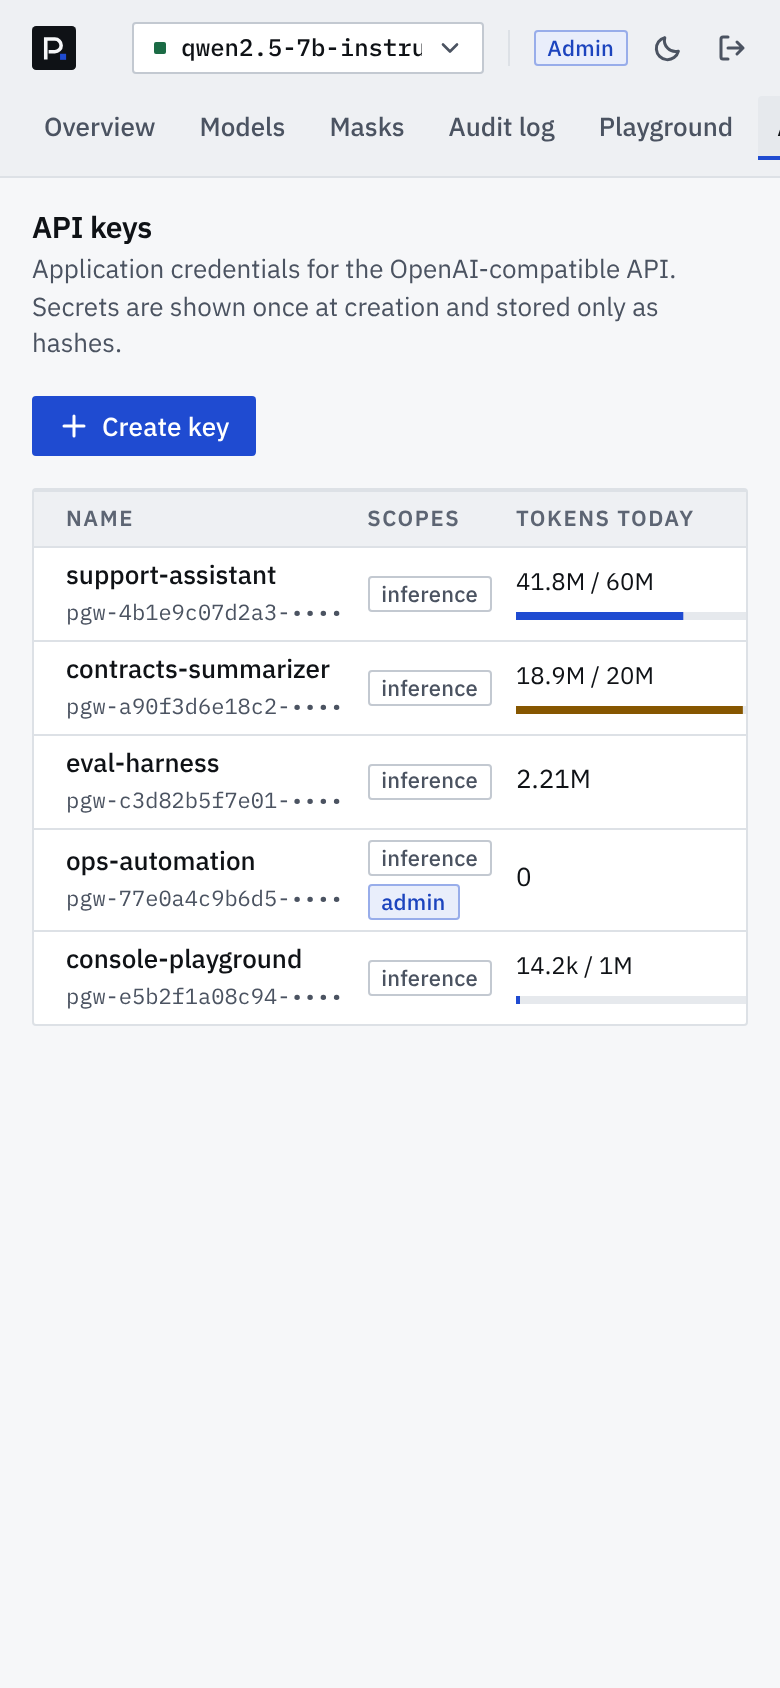 P.
qwen2.5-7b-instru
Admin
Overview Models Masks Audit log Playground
API keys
Application credentials for the OpenAI-compatible API.
Secrets are shown once at creation and stored only as
hashes.
Create key
NAME SCOPES TOKENS TODAY
support-assistant
pgw-4b1e9c07d2a3-••••
inference
41.8M / 60M
contracts-summarizer
pgw-a90f3d6e18c2-••••
inference
18.9M / 20M
eval-harness
pgw-c3d82b5f7e01-••••
inference
2.21M
ops-automation
pgw-77e0a4c9b6d5-••••
inference
admin
0
console-playground
pgw-e5b2f1a08c94-••••
inference
14.2k / 1M